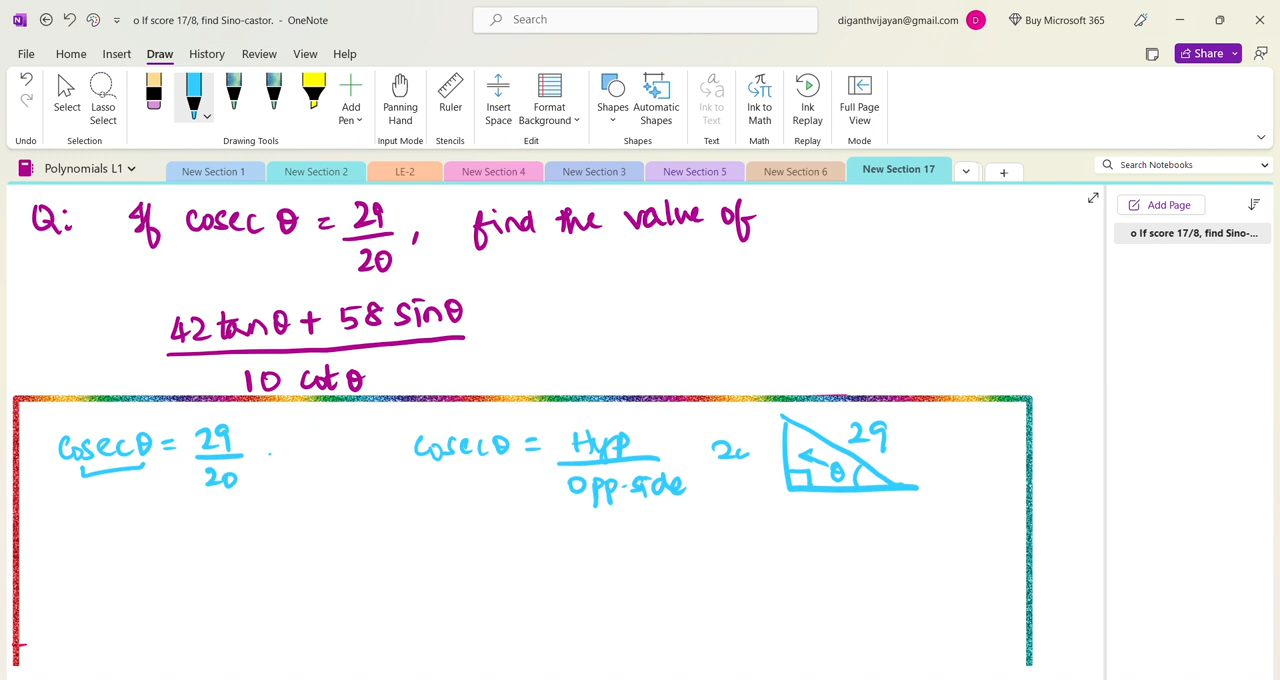 o If score 17/8, find Sino-castor. - OneNote
Search
diganthvijayan@gmail.com
D
Buy Microsoft 365
File Home Insert Draw History Review View Help
Share
Undo
Select
Lasso Select
Add Pen
Panning Hand
Ruler
Insert Space
Format Background
Shapes
Automatic Shapes
Ink to Text
Ink to Math
Ink Replay
Full Page View
Undo Selection Drawing Tools Input Mode Stencils Edit Shapes Text Math Replay Mode
Polynomials L1
New Section 1
New Section 2
LE-2
New Section 4
New Section 3
New Section 5
New Section 6
New Section 17
Search Notebooks
Add Page
o If score 17/8, find Sino-...
Q: If cosec θ = 29/20, find the value of
42 tanθ + 58 sinθ
10 cot θ
cosecθ = 29/20
cosecθ = Hyp/opp.side
20
29
θ